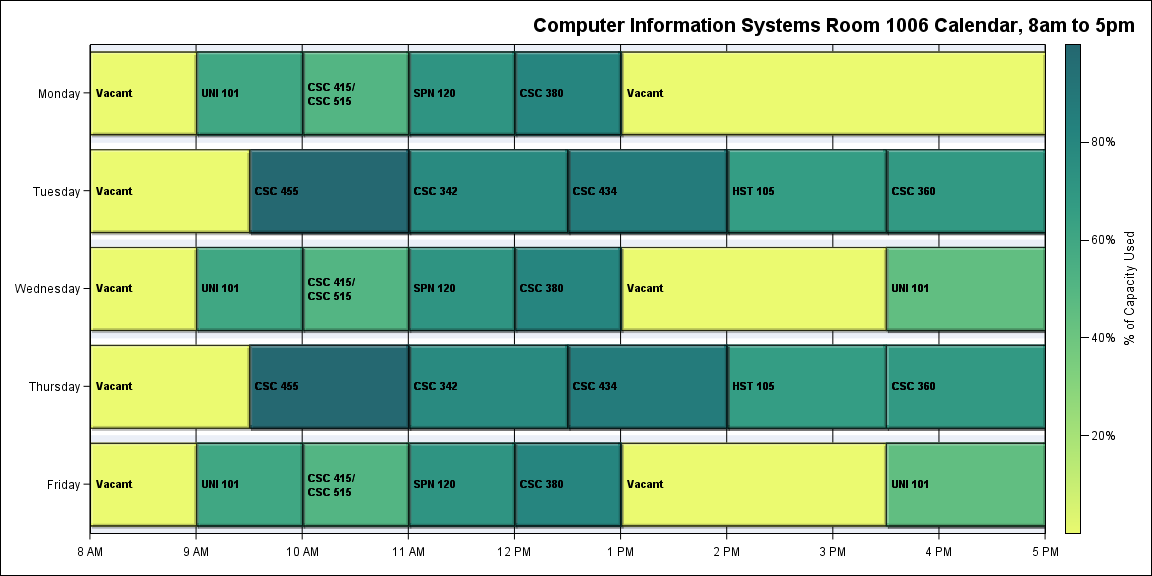 Computer Information Systems Room 1006 Calendar, 8am to 5pm
Monday
Vacant
UNI 101
CSC 415/
CSC 515
SPN 120
CSC 380
Vacant
Tuesday
Vacant
CSC 455
CSC 342
CSC 434
HST 105
CSC 360
Wednesday
Vacant
UNI 101
CSC 415/
CSC 515
SPN 120
CSC 380
Vacant
UNI 101
Thursday
Vacant
CSC 455
CSC 342
CSC 434
HST 105
CSC 360
Friday
Vacant
UNI 101
CSC 415/
CSC 515
SPN 120
CSC 380
Vacant
UNI 101
8 AM
9 AM
10 AM
11 AM
12 PM
1 PM
2 PM
3 PM
4 PM
5 PM
80%
60%
40%
20%
% of Capacity Used